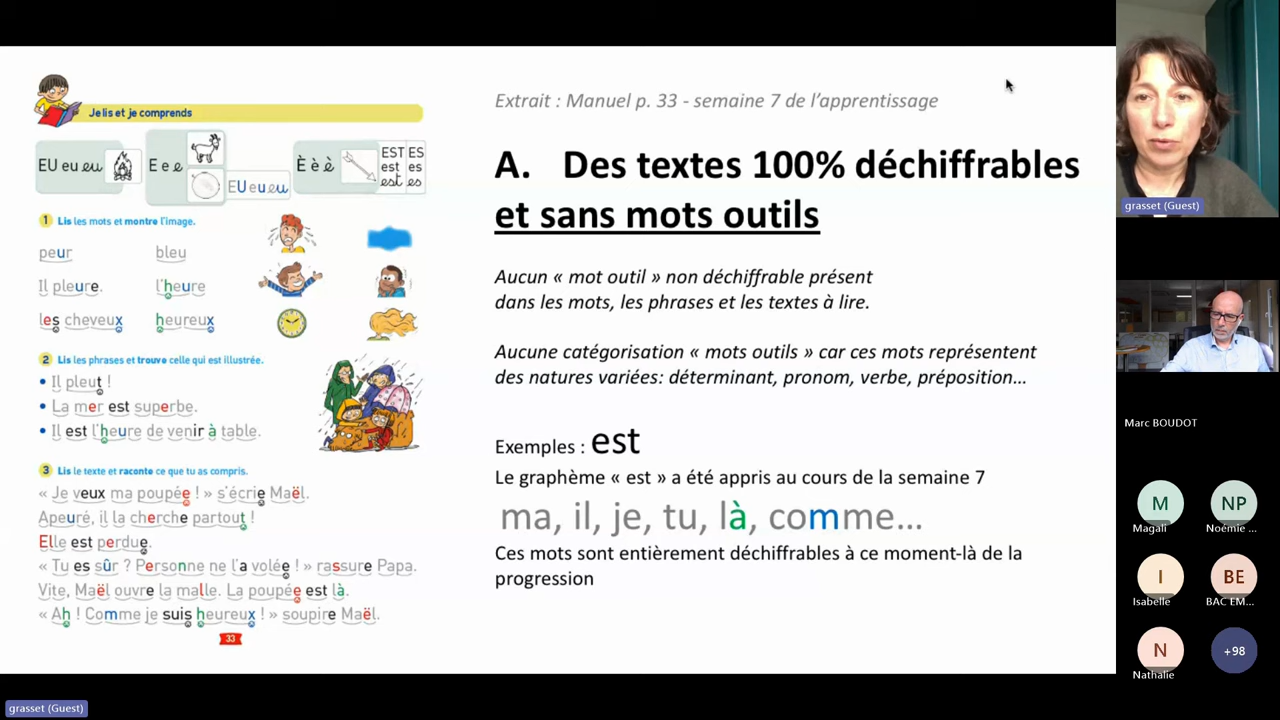 Je lis et je comprends
EU eu eu
E e e
EU eu eu
È è è
EST ES
est es
est es
1 Lis les mots et montre l'image.
peur bleu
Il pleure. l'heure
les cheveux heureux
2 Lis les phrases et trouve celle qui est illustrée.
• Il pleut !
• La mer est superbe.
• Il est l'heure de venir à table.
3 Lis le texte et raconte ce que tu as compris.
« Je veux ma poupée ! » s'écrie Maël.
Apeuré, il la cherche partout !
Elle est perdue.
« Tu es sûr ? Personne ne l'a volée ! » rassure Papa.
Vite, Maël ouvre la malle. La poupée est là.
« Ah ! Comme je suis heureux ! » soupire Maël.
33
Extrait : Manuel p. 33 - semaine 7 de l'apprentissage
A. Des textes 100% déchiffrables
et sans mots outils
Aucun « mot outil » non déchiffrable présent
dans les mots, les phrases et les textes à lire.
Aucune catégorisation « mots outils » car ces mots représentent
des natures variées: déterminant, pronom, verbe, préposition...
Exemples : est
Le graphème « est » a été appris au cours de la semaine 7
ma, il, je, tu, là, comme...
Ces mots sont entièrement déchiffrables à ce moment-là de la
progression
grasset (Guest)
Marc BOUDOT
M NP
Magali Noémie ...
I BE
Isabelle BAC EM...
N +98
Nathalie
grasset (Guest)